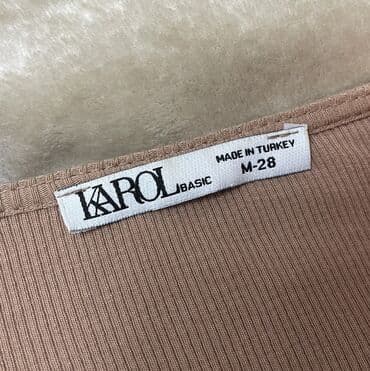 KAROL BASIC
MADE IN TURKEY
M-28